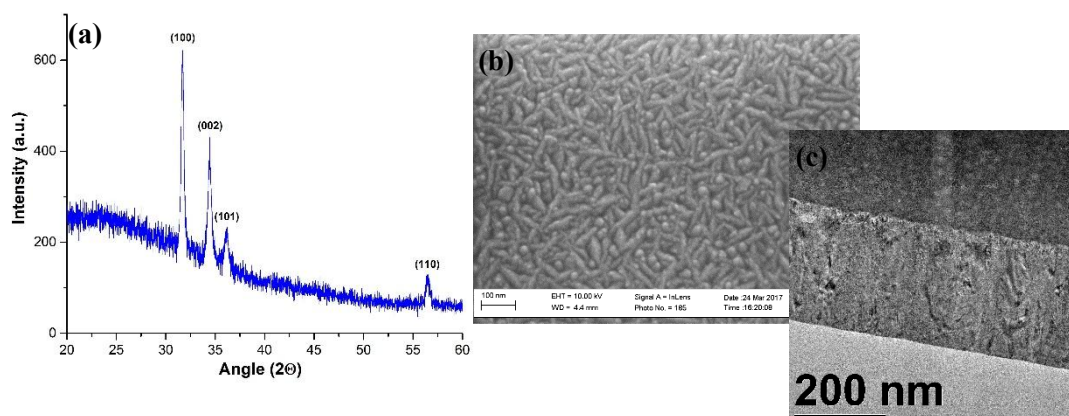 (a)
(100)
(002)
(101)
(110)
Intensity (a.u.)
600
400
200
0
20 25 30 35 40 45 50 55 60
Angle (2Θ)
(b)
100 nm
EHT = 10.00 kV Signal A = InLens Date :24 Mar 2017
WD = 4.4 mm Photo No. = 165 Time :16:20:08
(c)
200 nm